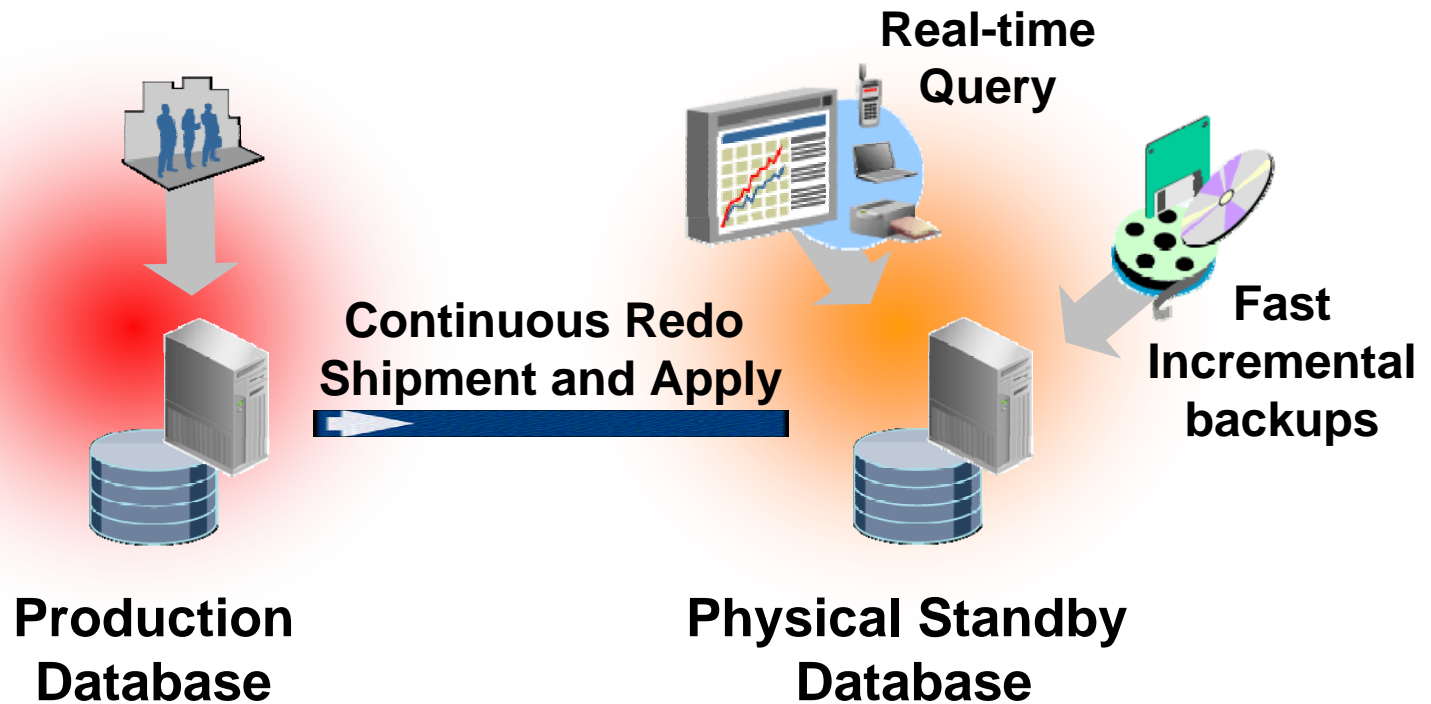 Real-time
Query
Continuous Redo
Shipment and Apply
Fast
Incremental
backups
Production
Database
Physical Standby
Database